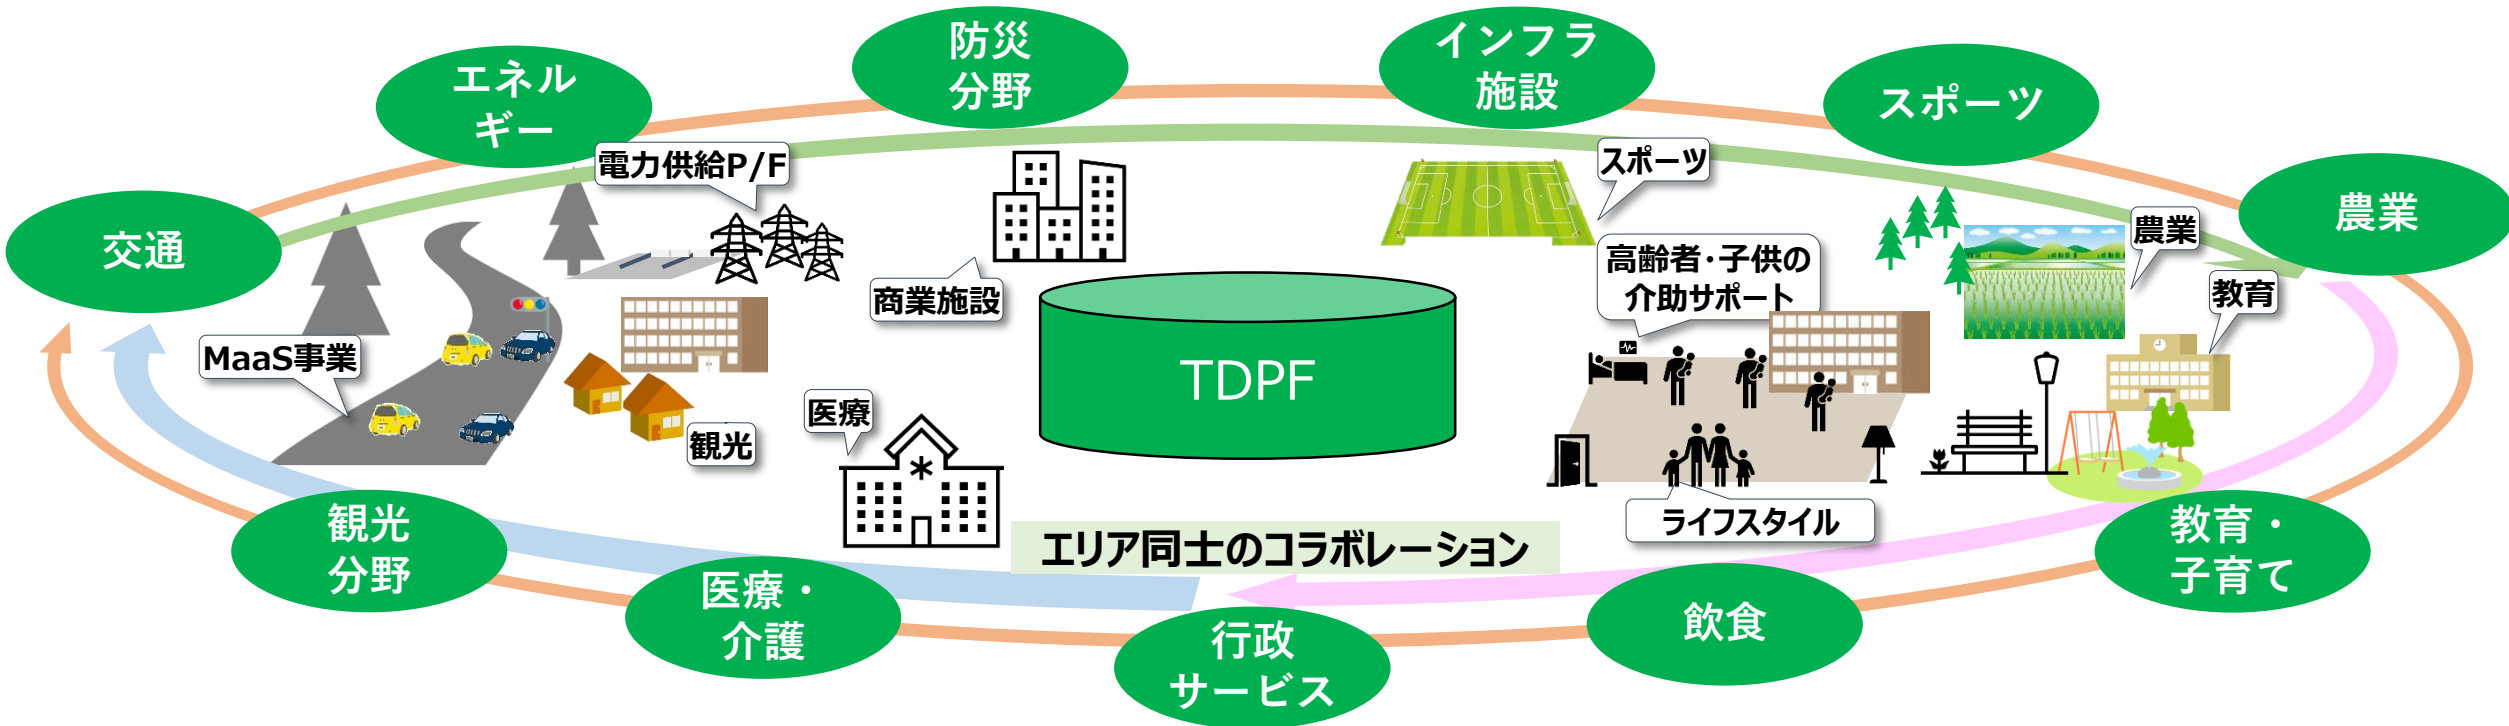 防災
分野
インフラ
施設
エネル
ギー
スポーツ
電力供給P/F
スポーツ
交通
農業
農業
高齢者・子供の
介助サポート
商業施設
教育
MaaS事業
TDPF
医療
観光
ライフスタイル
エリア同士のコラボレーション
観光
分野
教育・
子育て
医療・
介護
飲食
行政
サービス